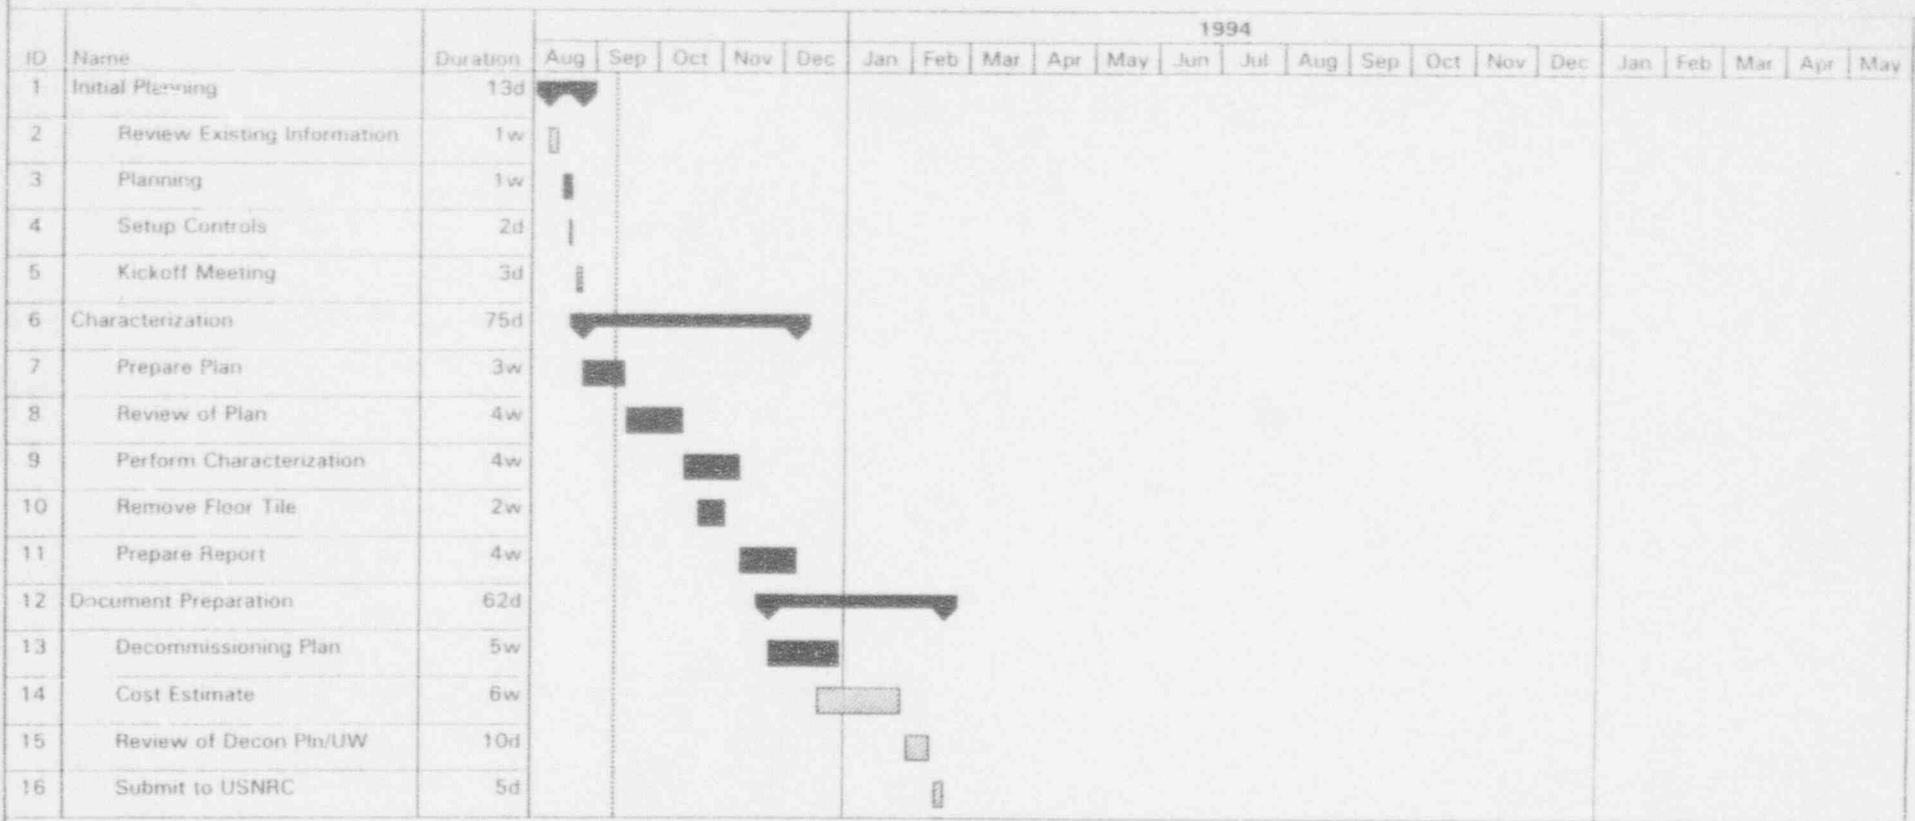 1994
ID Name Duration Aug Sep Oct Nov Dec Jan Feb Mar Apr May Jun Jul Aug Sep Oct Nov Dec Jan Feb Mar Apr May
1 Initial Planning 13d
2 Review Existing Information 1w
3 Planning 1w
4 Setup Controls 2d
5 Kickoff Meeting 3d
6 Characterization 75d
7 Prepare Plan 3w
8 Review of Plan 4w
9 Perform Characterization 4w
10 Remove Floor Tile 2w
11 Prepare Report 4w
12 Document Preparation 62d
13 Decommissioning Plan 5w
14 Cost Estimate 6w
15 Review of Decon Pln/UW 10d
16 Submit to USNRC 5d